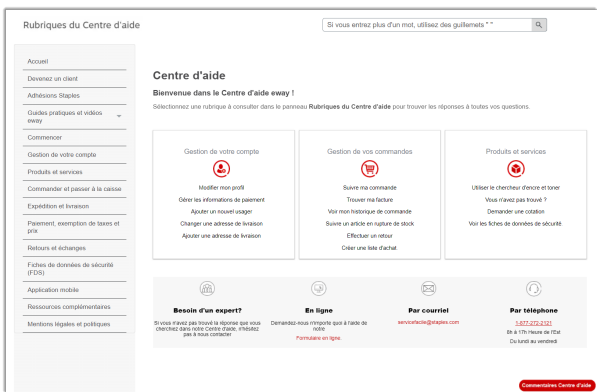 Rubriques du Centre d'aide
Si vous entrez plus d'un mot, utilisez des guillemets " "
Accueil
Devenez un client
Adhésions Staples
Guides pratiques et vidéos
eway
Commencer
Gestion de votre compte
Produits et services
Commander et passer à la caisse
Expédition et livraison
Paiement, exemption de taxes et
prix
Retours et échanges
Fiches de données de sécurité
(FDS)
Application mobile
Ressources complémentaires
Mentions légales et politiques
Centre d'aide
Bienvenue dans le Centre d'aide eway !
Sélectionnez une rubrique à consulter dans le panneau Rubriques du Centre d'aide pour trouver les réponses à toutes vos questions.
Gestion de votre compte
Modifier mon profil
Gérer les informations de paiement
Ajouter un nouvel usager
Changer une adresse de livraison
Ajouter une adresse de livraison
Gestion de vos commandes
Suivre ma commande
Trouver ma facture
Voir mon historique de commande
Suivre un article en rupture de stock
Effectuer un retour
Créer une liste d'achat
Produits et services
Utiliser le chercheur d'encre et toner
Vous n'avez pas trouvé ?
Demander une cotation
Voir les fiches de données de sécurité
Besoin d'un expert?
Si vous n'avez pas trouvé la réponse que vous
cherchiez dans notre Centre d'aide, n'hésitez
pas à nous contacter
En ligne
Demandez-nous n'importe quoi à l'aide de
notre
Formulaire en ligne.
Par courriel
servicefacile@staples.com
Par téléphone
1-877-272-2121
8h à 17h Heure de l'Est
Du lundi au vendredi
Commentaires Centre d'aide